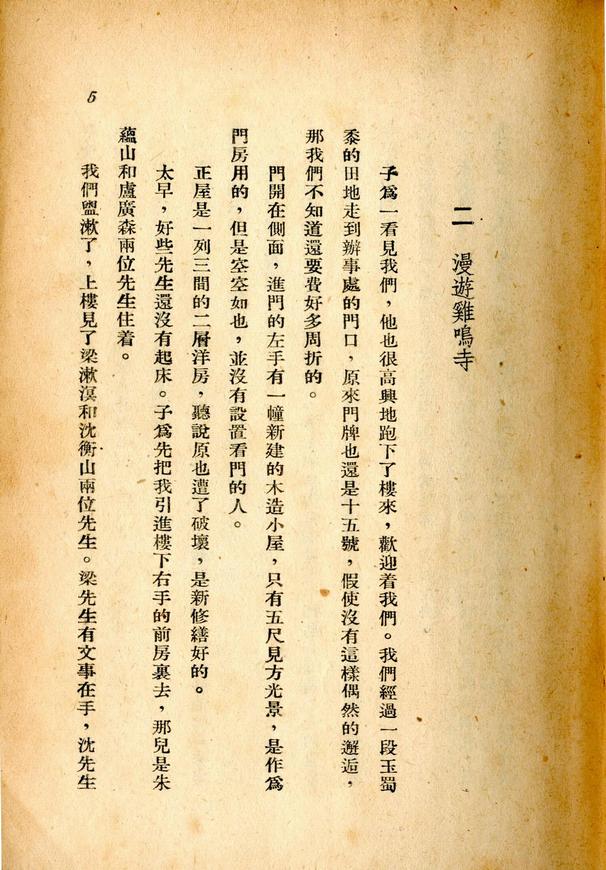 二　漫遊雞鳴寺
子爲一看見我們，他也很高興地跑下了樓來，歡迎着我們。我們經過一段玉蜀
黍的田地走到辦事處的門口，原來門牌也還是十五號，假使沒有這樣偶然的邂逅，
那我們不知道還要費好多周折的。
門開在側面，進門的左手有一幢新建的木造小屋，只有五尺見方光景，是作爲
門房用的，但是空空如也，並沒有設置看門的人。
正屋是一列三間的二層洋房，聽說原也遭了破壞，是新修繕好的。
太早，好些先生還沒有起床。子爲先把我引進樓下右手的前房裏去，那兒是朱
蘊山和盧廣森兩位先生住着。
我們盥漱了，上樓見了梁漱溟和沈衡山兩位先生。梁先生有文事在手，沈先生
5